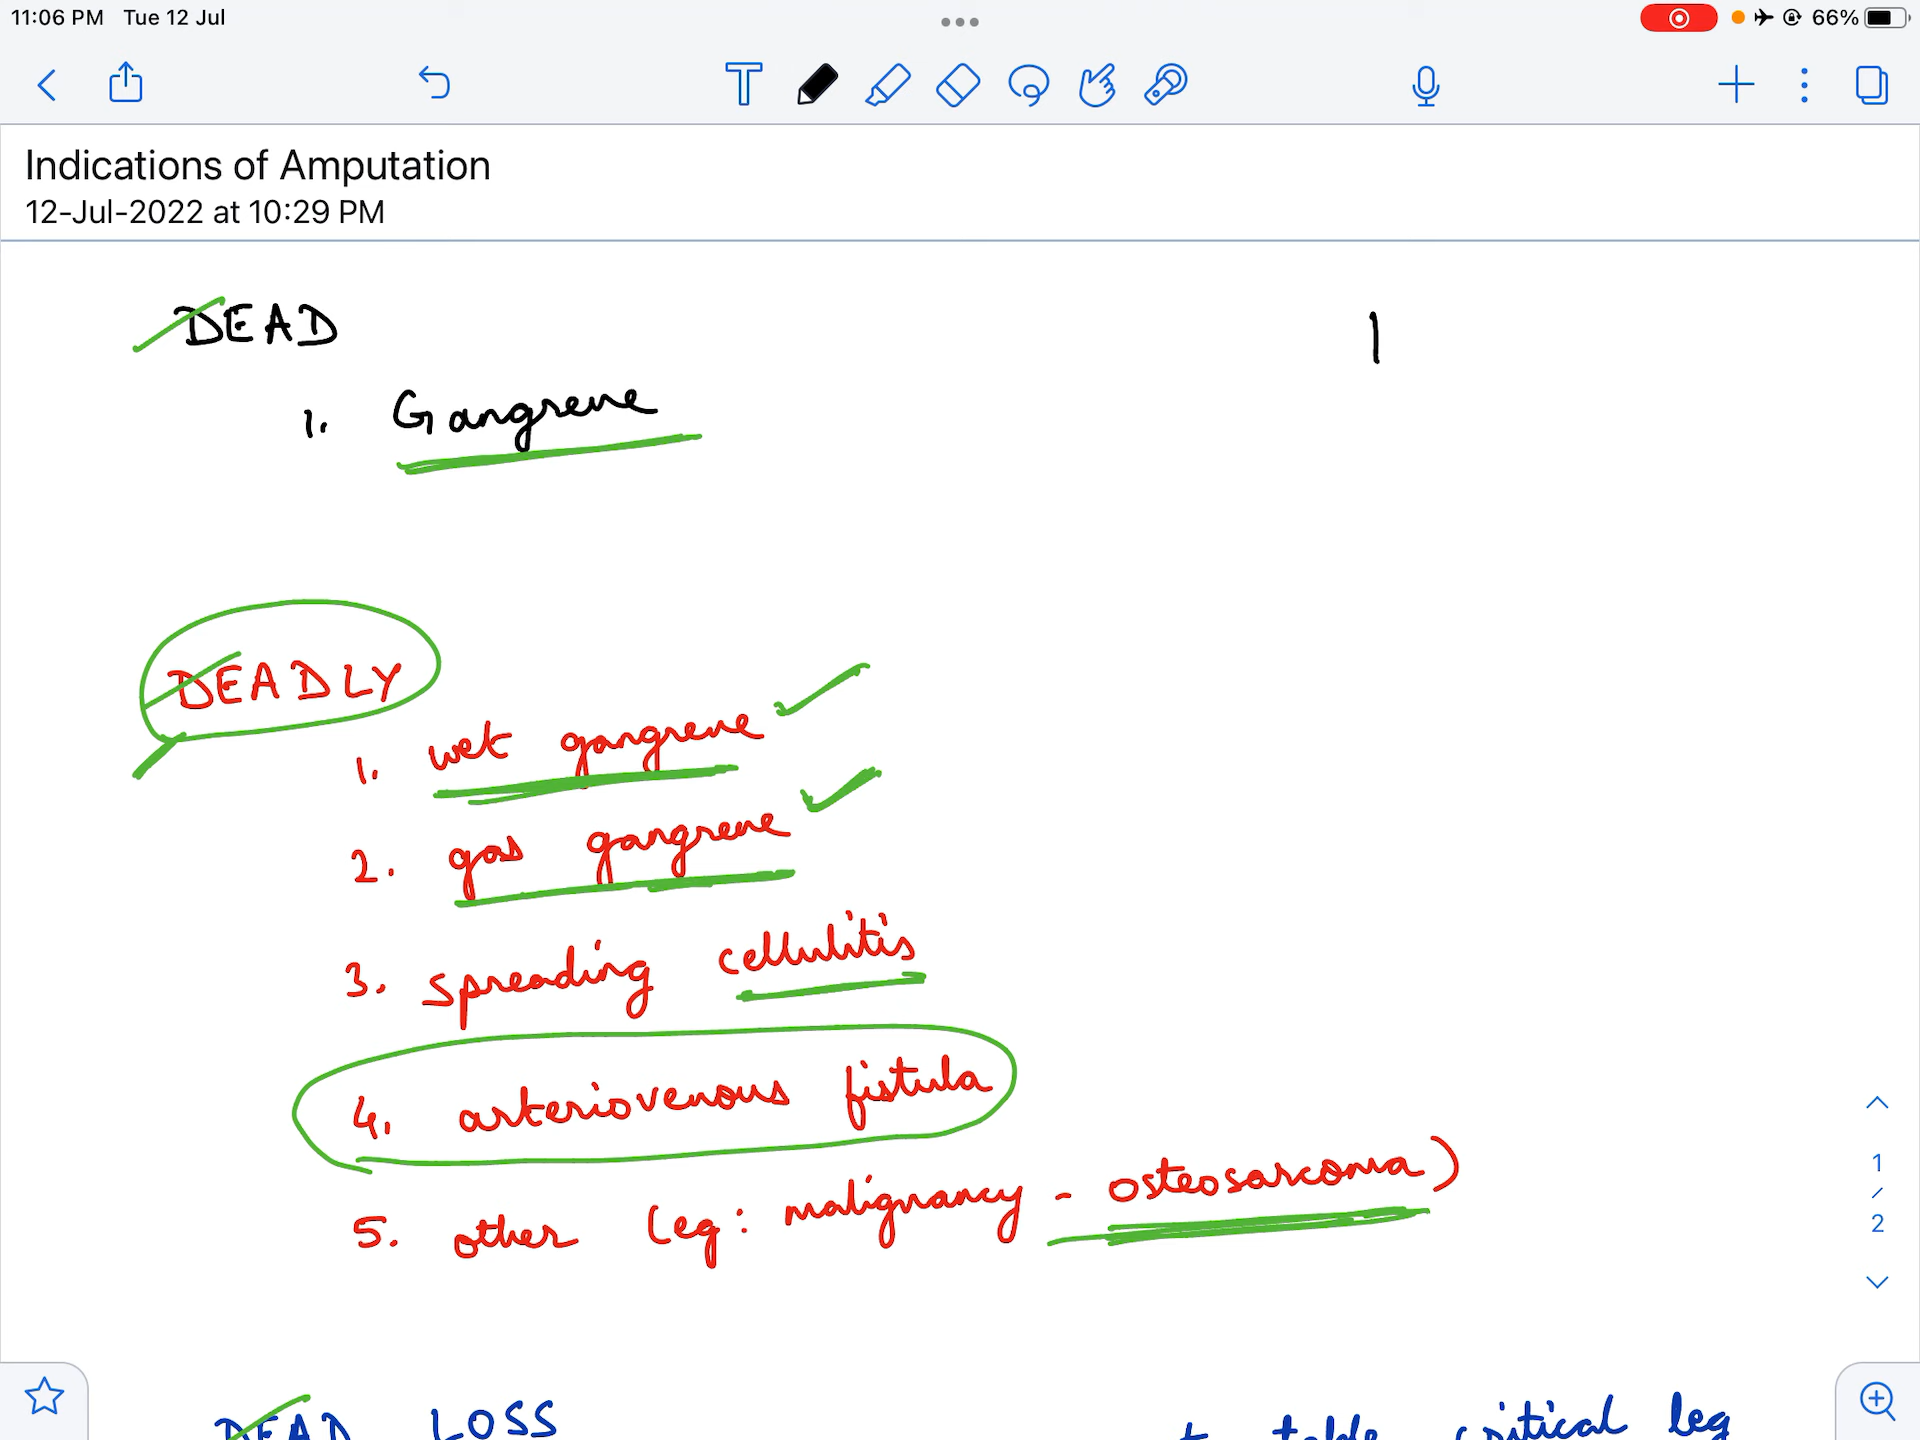 11:06 PM Tue 12 Jul
66%
T
Indications of Amputation
12-Jul-2022 at 10:29 PM
DEAD
1. Gangrene
DEADLY
1. wet gangrene
2. gas gangrene
3. spreading cellulitis
4. arteriovenous fistula
5. other (eg: malignancy - osteosarcoma)
1
/
2
DEAD LOSS
critical leg